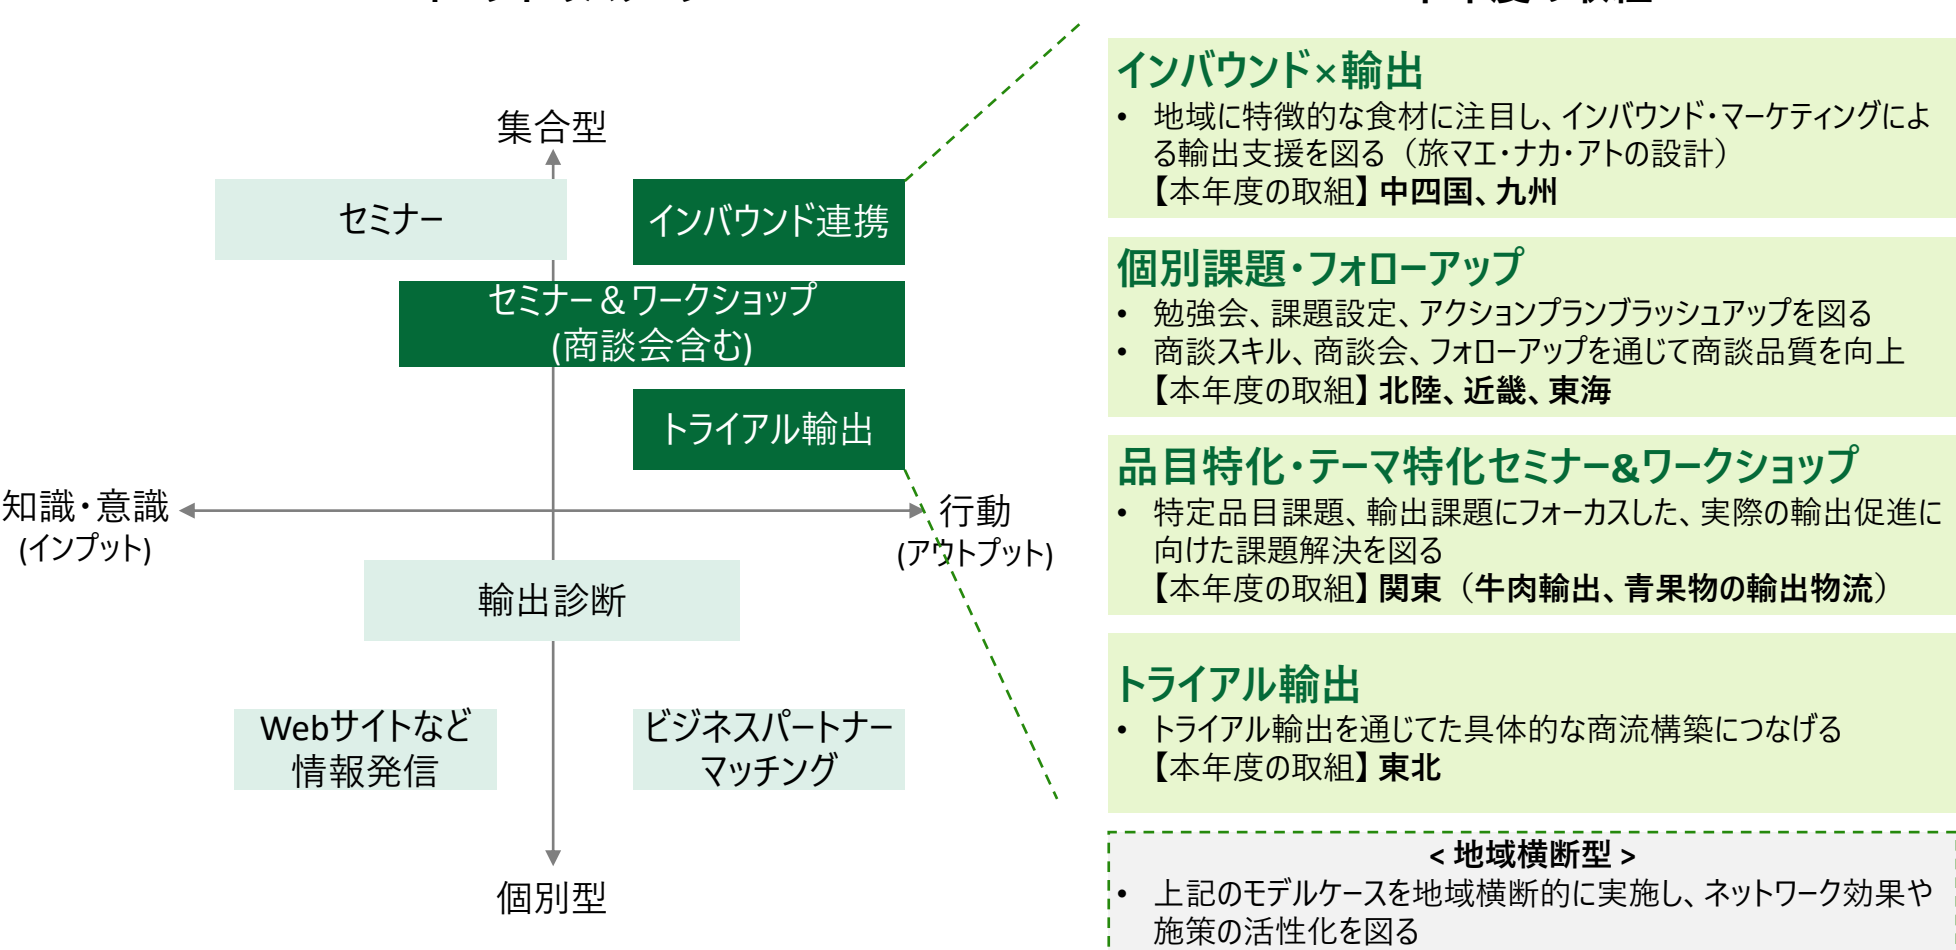 集合型
セミナー
インバウンド連携
セミナー＆ワークショップ
(商談会含む)
トライアル輸出
知識・意識
(インプット)
行動
(アウトプット)
輸出診断
Webサイトなど
情報発信
ビジネスパートナー
マッチング
個別型
インバウンド×輸出
• 地域に特徴的な食材に注目し、インバウンド・マーケティングによ
る輸出支援を図る（旅マエ・ナカ・アトの設計）
【本年度の取組】中四国、九州
個別課題・フォローアップ
• 勉強会、課題設定、アクションプランブラッシュアップを図る
• 商談スキル、商談会、フォローアップを通じて商談品質を向上
【本年度の取組】北陸、近畿、東海
品目特化・テーマ特化セミナー&ワークショップ
• 特定品目課題、輸出課題にフォーカスした、実際の輸出促進に
向けた課題解決を図る
【本年度の取組】関東（牛肉輸出、青果物の輸出物流）
トライアル輸出
• トライアル輸出を通じてた具体的な商流構築につなげる
【本年度の取組】東北
＜地域横断型＞
• 上記のモデルケースを地域横断的に実施し、ネットワーク効果や
施策の活性化を図る